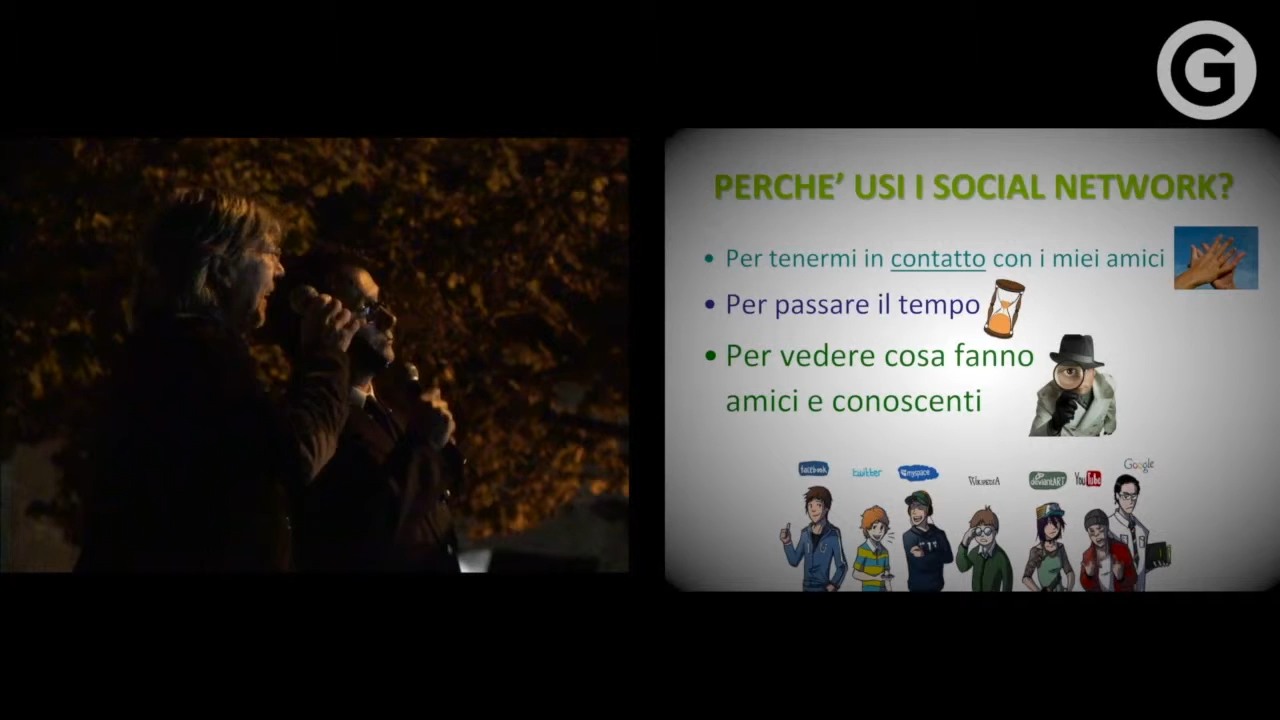 G
PERCHE' USI I SOCIAL NETWORK?
• Per tenermi in contatto con i miei amici
• Per passare il tempo
• Per vedere cosa fanno
amici e conoscenti
facebook twitter myspace WIKIPEDIA deviantART YouTube Google